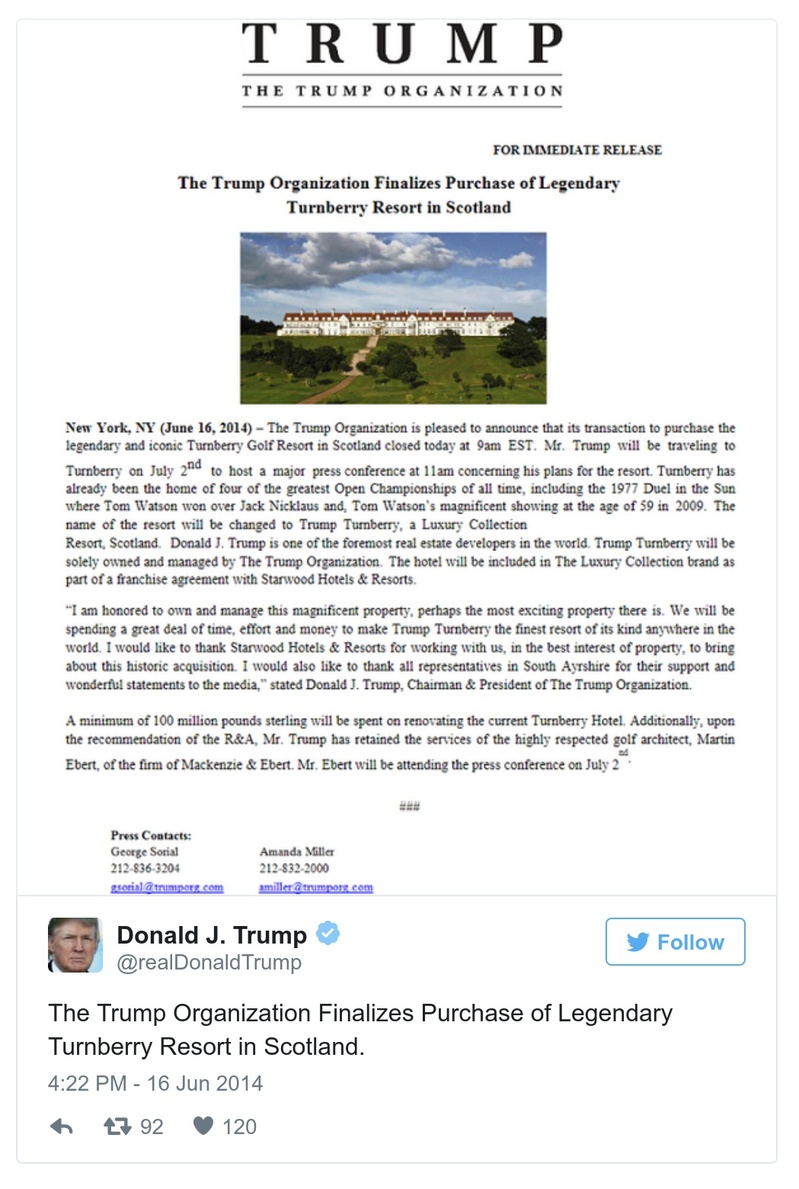 TRUMP
THE TRUMP ORGANIZATION
FOR IMMEDIATE RELEASE
The Trump Organization Finalizes Purchase of Legendary
Turnberry Resort in Scotland
New York, NY (June 16, 2014) – The Trump Organization is pleased to announce that its transaction to purchase the
legendary and iconic Turnberry Golf Resort in Scotland closed today at 9am EST. Mr. Trump will be traveling to
Turnberry on July 2nd to host a major press conference at 11am concerning his plans for the resort. Turnberry has
already been the home of four of the greatest Open Championships of all time, including the 1977 Duel in the Sun
where Tom Watson won over Jack Nicklaus and, Tom Watson's magnificent showing at the age of 59 in 2009. The
name of the resort will be changed to Trump Turnberry, a Luxury Collection
Resort, Scotland. Donald J. Trump is one of the foremost real estate developers in the world. Trump Turnberry will be
solely owned and managed by The Trump Organization. The hotel will be included in The Luxury Collection brand as
part of a franchise agreement with Starwood Hotels & Resorts.
“I am honored to own and manage this magnificent property, perhaps the most exciting property there is. We will be
spending a great deal of time, effort and money to make Trump Turnberry the finest resort of its kind anywhere in the
world. I would like to thank Starwood Hotels & Resorts for working with us, in the best interest of property, to bring
about this historic acquisition. I would also like to thank all representatives in South Ayrshire for their support and
wonderful statements to the media,” stated Donald J. Trump, Chairman & President of The Trump Organization.
A minimum of 100 million pounds sterling will be spent on renovating the current Turnberry Hotel. Additionally, upon
the recommendation of the R&A, Mr. Trump has retained the services of the highly respected golf architect, Martin
Ebert, of the firm of Mackenzie & Ebert. Mr. Ebert will be attending the press conference on July 2nd.
###
Press Contacts:
George Sorial Amanda Miller
212-836-3204 212-832-2000
gsorial@trumporg.com amiller@trumporg.com
Donald J. Trump
@realDonaldTrump
Follow
The Trump Organization Finalizes Purchase of Legendary
Turnberry Resort in Scotland.
4:22 PM - 16 Jun 2014
92 120